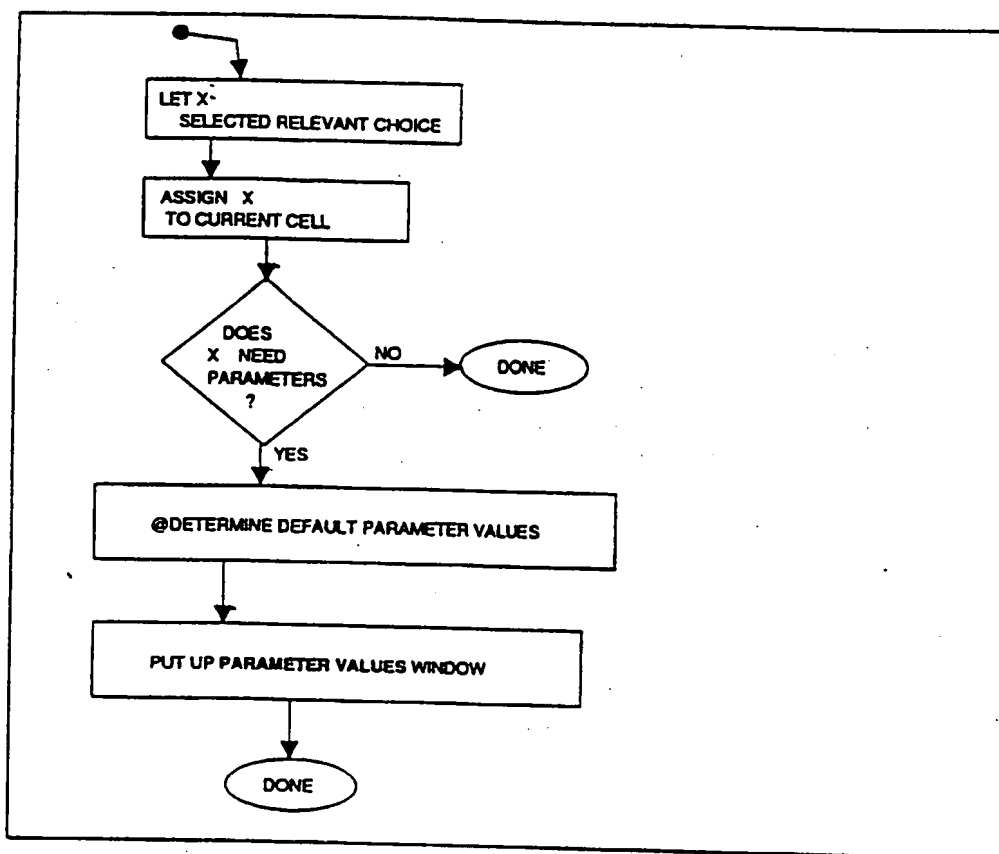 LET X-
SELECTED RELEVANT CHOICE
ASSIGN X
TO CURRENT CELL
DOES
X NEED
PARAMETERS
?
NO
DONE
YES
@DETERMINE DEFAULT PARAMETER VALUES
PUT UP PARAMETER VALUES WINDOW
DONE